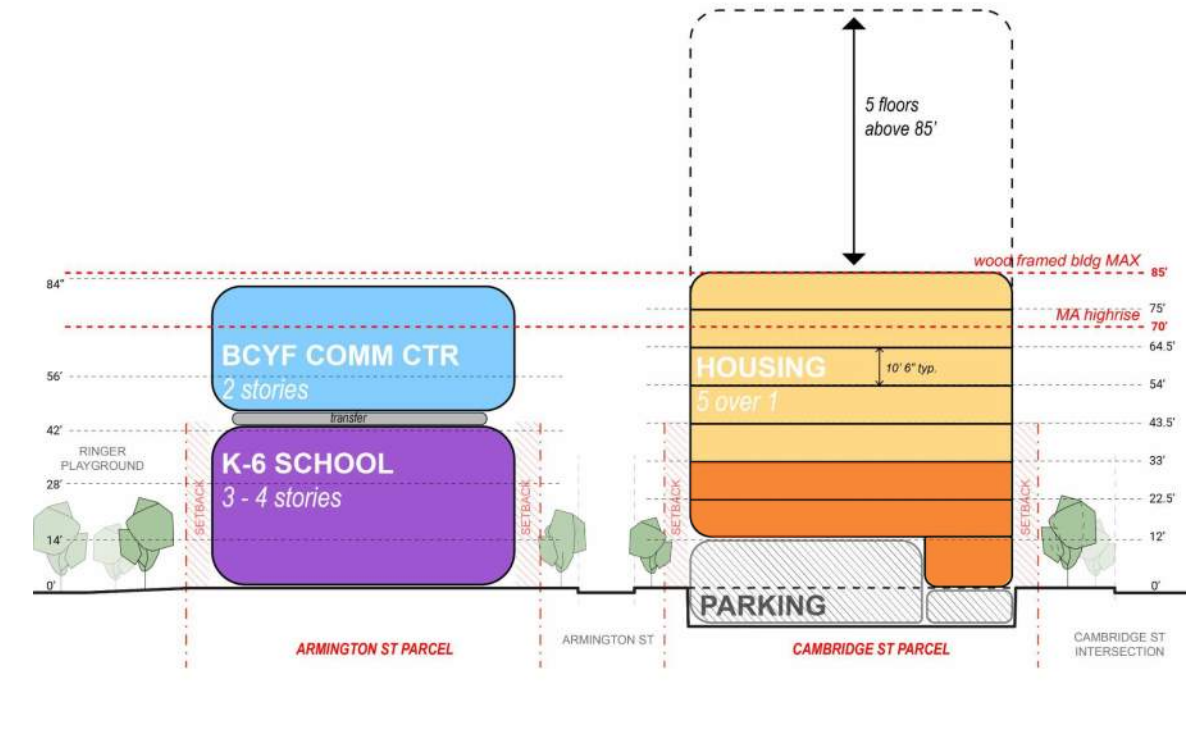 5 floors
above 85'
wood framed bldg MAX
85'
84"
75'
MA highrise
70'
64.5'
BCYF COMM CTR
2 stories
HOUSING
5 over 1
10' 6" typ.
56'
54'
transfer
42'
43.5'
RINGER
PLAYGROUND
K-6 SCHOOL
3 - 4 stories
33'
28'
22.5'
SETBACK
SETBACK
SETBACK
SETBACK
14'
12'
0'
0'
PARKING
ARMINGTON ST PARCEL
ARMINGTON ST
CAMBRIDGE ST PARCEL
CAMBRIDGE ST
INTERSECTION